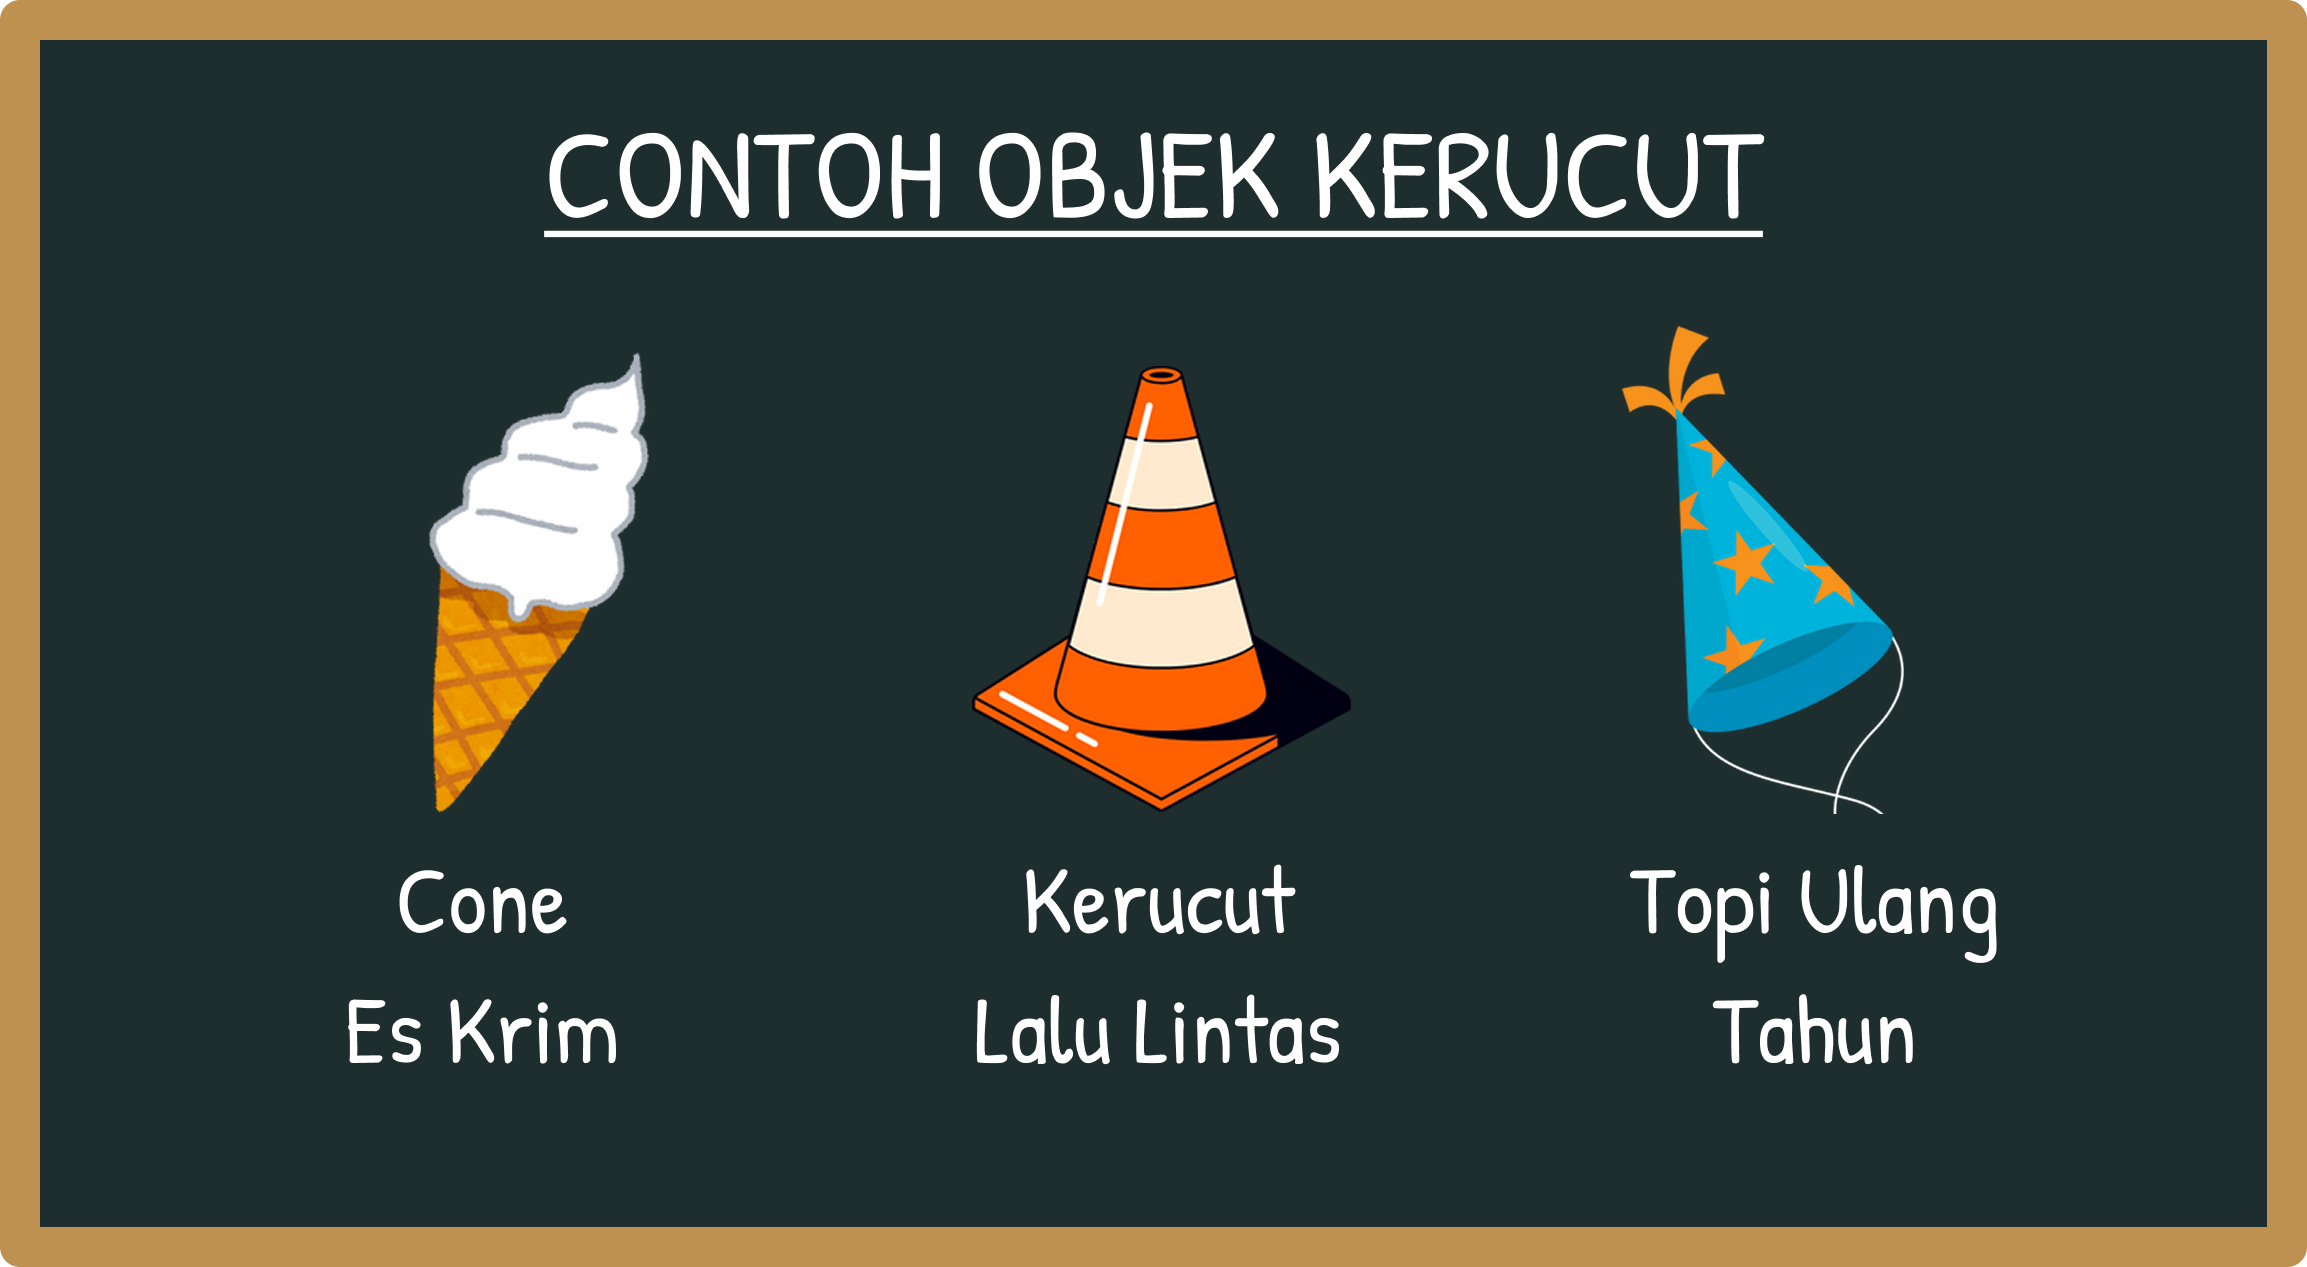 CONTOH OBJEK KERUCUT
Cone
Es Krim
Kerucut
Lalu Lintas
Topi Ulang
Tahun